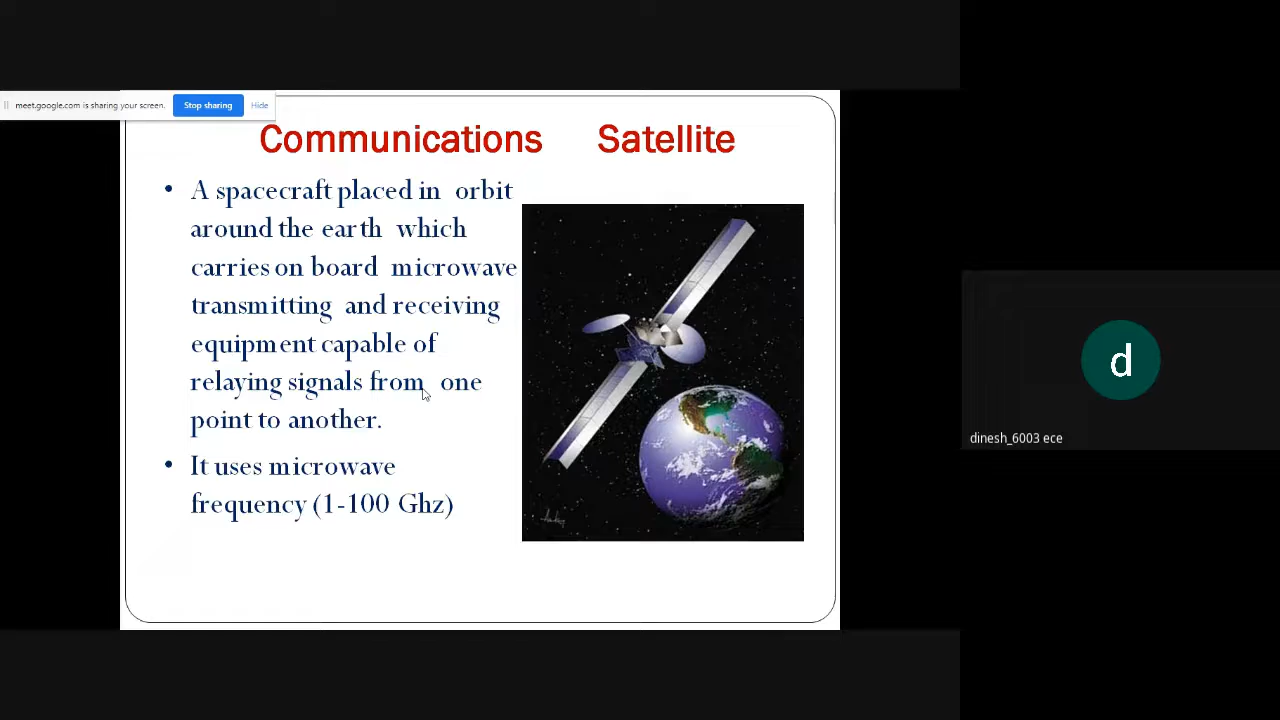 meet.google.com is sharing your screen. Stop sharing Hide
Communications Satellite
• A spacecraft placed in orbit
around the earth which
carries on board microwave
transmitting and receiving
equipment capable of
relaying signals from one
point to another.
• It uses microwave
frequency (1-100 Ghz)
d
dinesh_6003 ece